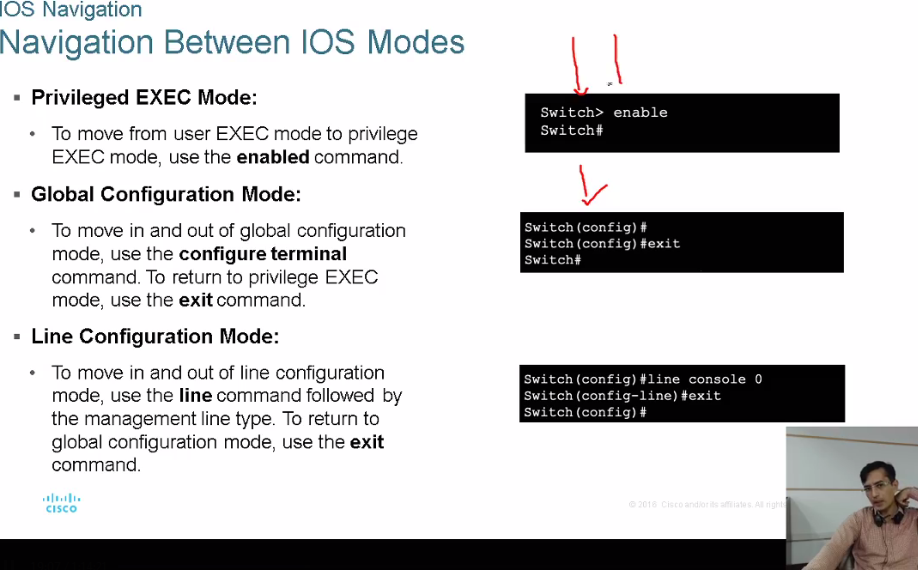 IOS Navigation
Navigation Between IOS Modes
▪ Privileged EXEC Mode:
• To move from user EXEC mode to privilege
EXEC mode, use the enabled command.
▪ Global Configuration Mode:
• To move in and out of global configuration
mode, use the configure terminal
command. To return to privilege EXEC
mode, use the exit command.
▪ Line Configuration Mode:
• To move in and out of line configuration
mode, use the line command followed by
the management line type. To return to
global configuration mode, use the exit
command.
Switch> enable
Switch#
Switch(config)#
Switch(config)#exit
Switch#
Switch(config)#line console 0
Switch(config-line)#exit
Switch(config)#
CISCO
© 2016 Cisco and/or its affiliates. All rights